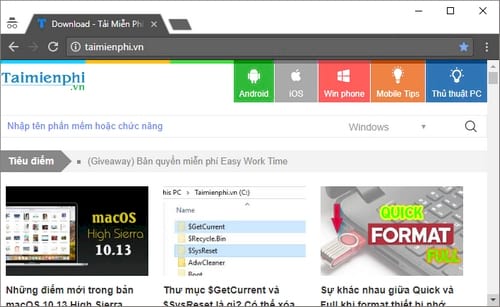 Download - Tải Miễn Phí
taimienphi.vn
Taimienphi
.vn
Android
iOS
Win phone
Mobile Tips
Thủ thuật PC
Nhập tên phần mềm hoặc chức năng
Windows
Tiêu điểm
(Giveaway) Bản quyền miễn phí Easy Work Time
macOS
High Sierra
10.13
his PC > Taimienphi.vn (C:)
Name
$GetCurrent
$Recycle.Bin
$SysReset
AdwCleaner
Boot
QUICK
FORMAT
FULL
Những điểm mới trong bản
macOS 10.13 High Sierra
Thư mục $GetCurrent và
$SysReset là gì? Có thể xóa
Sự khác nhau giữa Quick và
Full khi format thiết bị nhớ